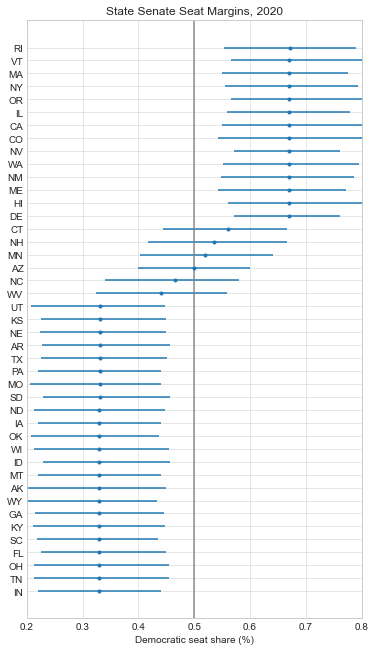 State Senate Seat Margins, 2020
RI
VT
MA
NY
OR
IL
CA
CO
NV
WA
NM
ME
HI
DE
CT
NH
MN
AZ
NC
WV
UT
KS
NE
AR
TX
PA
MO
SD
ND
IA
OK
WI
ID
MT
AK
WY
GA
KY
SC
FL
OH
TN
IN
0.2 0.3 0.4 0.5 0.6 0.7 0.8
Democratic seat share (%)